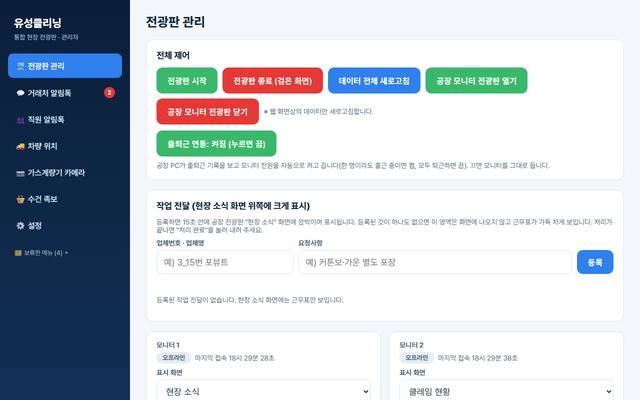 유성클리닝
통합 현장 전광판 · 관리자
전광판 관리
거래처 알림톡 2
직원 알림톡
차량 위치
가스계량기 카메라
수건 족보
설정
보류한 메뉴 (4) ▸
전광판 관리
전체 제어
전광판 시작
전광판 종료 (검은 화면)
데이터 전체 새로고침
공장 모니터 전광판 열기
공장 모니터 전광판 닫기
※ 웹 화면상의 데이터만 새로고침합니다.
출퇴근 연동: 켜짐 (누르면 끔)
공장 PC가 출퇴근 기록을 보고 모니터 전원을 자동으로 켜고 끕니다(한 명이라도 출근 중이면 켬, 모두 퇴근하면 끔). 끄면 모니터를 그대로 둡니다.
작업 전달 (현장 소식 화면 위쪽에 크게 표시)
등록하면 15초 안에 공장 전광판 "현장 소식" 화면에 깜박이며 표시됩니다. 등록된 것이 하나도 없으면 이 영역은 화면에 나오지 않고 근무표가 가득 차게 보입니다. 처리가
끝나면 "처리 완료"를 눌러 내려 주세요.
업체번호 · 업체명
요청사항
예) 3_15번 포뷰트
예) 커튼보·가운 별도 포장
등록
등록된 작업 전달이 없습니다. 현장 소식 화면에는 근무표만 보입니다.
모니터 1
오프라인 마지막 접속 18시 29분 28초
표시 화면
현장 소식
모니터 2
오프라인 마지막 접속 18시 29분 38초
표시 화면
클레임 현황